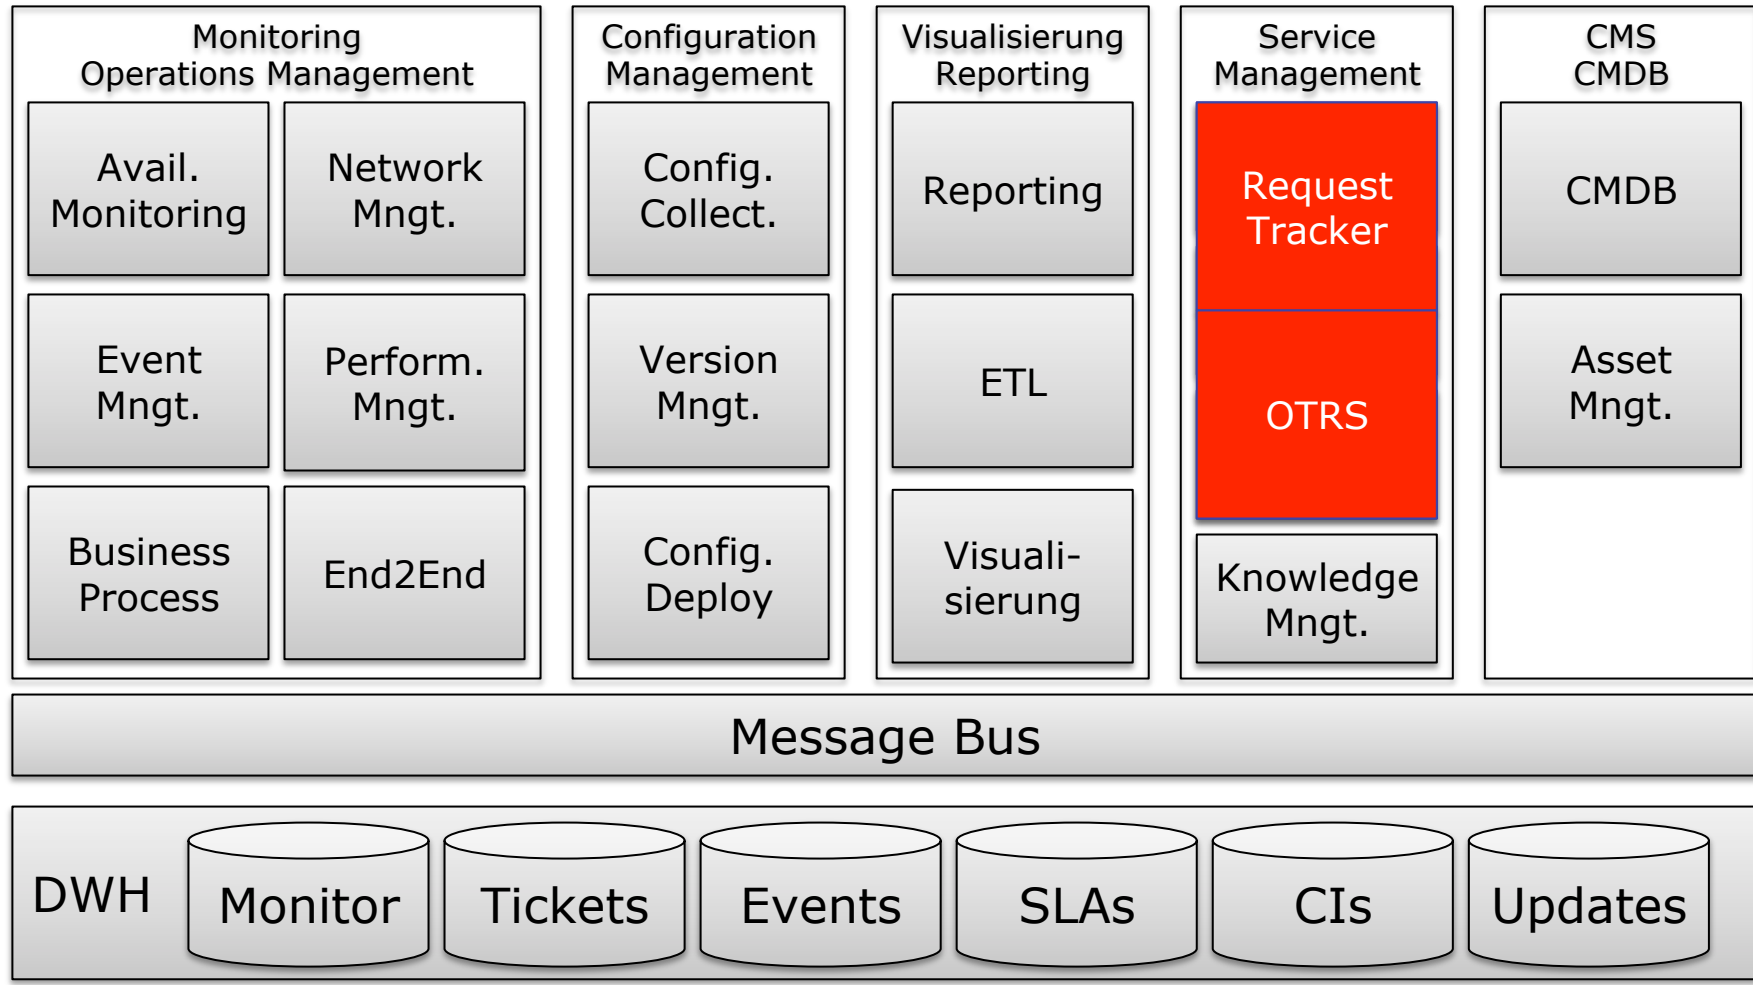 Monitoring
Operations Management
Avail.
Monitoring
Network
Mngt.
Event
Mngt.
Perform.
Mngt.
Business
Process
End2End
Configuration
Management
Config.
Collect.
Version
Mngt.
Config.
Deploy
Visualisierung
Reporting
Reporting
ETL
Visuali-
sierung
Service
Management
Request
Tracker
OTRS
Knowledge
Mngt.
CMS
CMDB
CMDB
Asset
Mngt.
Message Bus
DWH
Monitor
Tickets
Events
SLAs
CIs
Updates